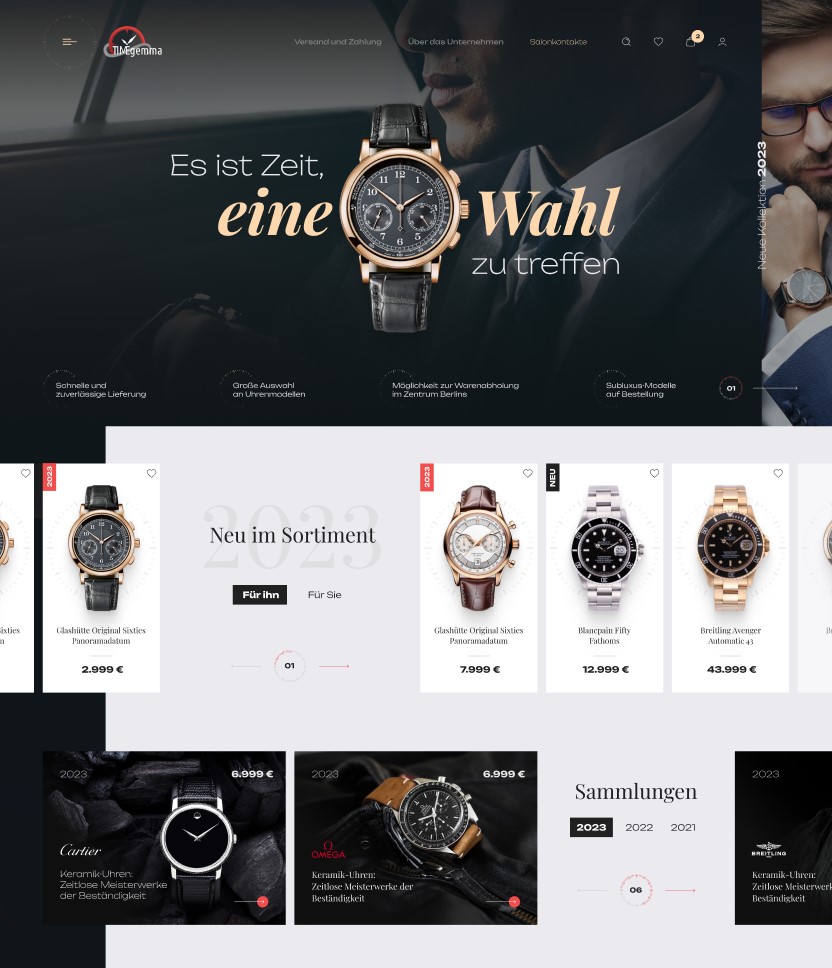 TIMEgemma
Versand und Zahlung
Über das Unternehmen
Salonkontakte
2
Es ist Zeit,
eine Wahl
zu treffen
Neue Kollektion 2023
Schnelle und
zuverlässige Lieferung
Große Auswahl
an Uhrenmodellen
Möglichkeit zur Warenabholung
im Zentrum Berlins
Subluxus-Modelle
auf Bestellung
01
2023
Glashütte Original Sixties
Panoramadatum
2.999 €
2023
Neu im Sortiment
Für ihn
Für Sie
01
2023
Glashütte Original Sixties
Panoramadatum
7.999 €
NEU
Blancpain Fifty
Fathoms
12.999 €
Breitling Avenger
Automatic 43
43.999 €
2023
6.999 €
Cartier
Keramik-Uhren:
Zeitlose Meisterwerke
der Beständigkeit
2023
6.999 €
OMEGA
Keramik-Uhren:
Zeitlose Meisterwerke der
Beständigkeit
Sammlungen
2023
2022
2021
06
2023
BREITLING
Keramik-Uhren:
Zeitlose Meisterwerk
Beständigkeit